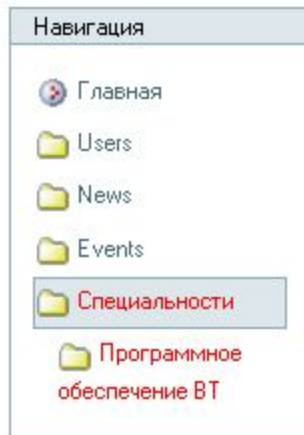 Навигация
Главная
Users
News
Events
Специальности
Программное
обеспечение ВТ